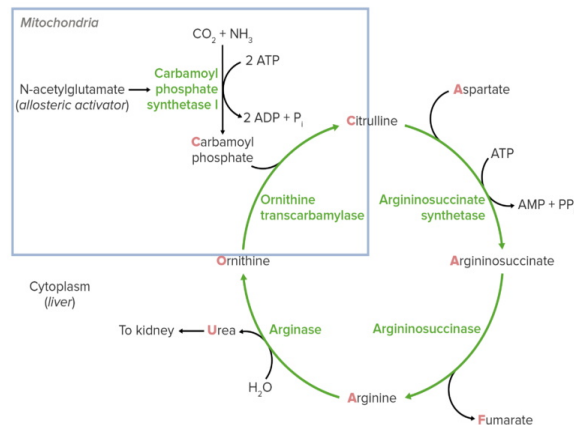 Mitochondria
CO₂ + NH₃
2 ATP
Carbamoyl
phosphate
synthetase I
N-acetylglutamate
(allosteric activator)
2 ADP + Pᵢ
Carbamoyl
phosphate
Citrulline
Aspartate
ATP
AMP + PP
Ornithine
transcarbamylase
Argininosuccinate
synthetase
Ornithine
Argininosuccinate
Cytoplasm
(liver)
To kidney
Urea
Arginase
Argininosuccinase
H₂O
Arginine
Fumarate